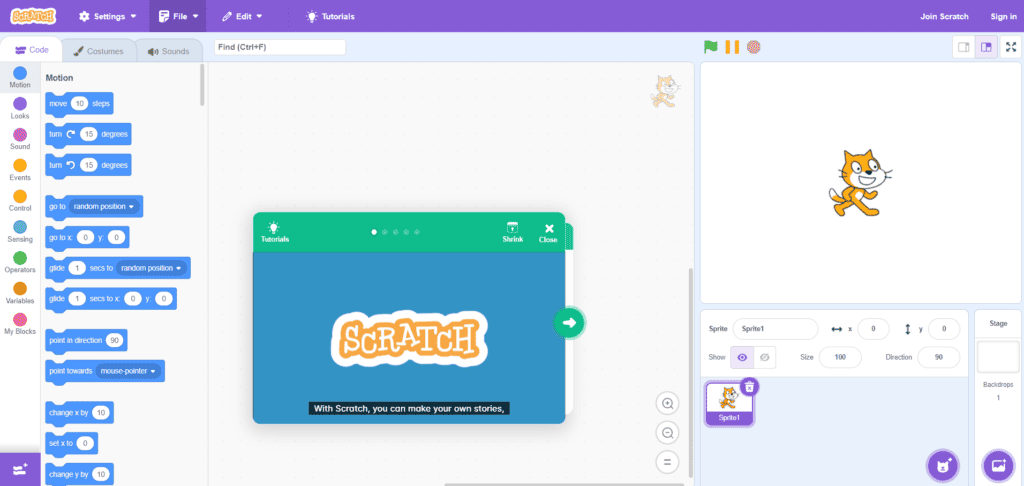 SCRATCH Settings File Edit Tutorials Join Scratch Sign in
Code Costumes Sounds
Find (Ctrl+F)
Motion
Looks
Sound
Events
Control
Sensing
Operators
Variables
My Blocks
Motion
move 10 steps
turn 15 degrees
turn 15 degrees
go to random position
go to x: 0 y: 0
glide 1 secs to random position
glide 1 secs to x: 0 y: 0
point in direction 90
point towards mouse-pointer
change x by 10
set x to 0
change y by 10
Tutorials Shrink Close
SCRATCH
With Scratch, you can make your own stories,
Sprite Sprite1 x 0 y 0
Show Size 100 Direction 90
Sprite1
Stage
Backdrops
1